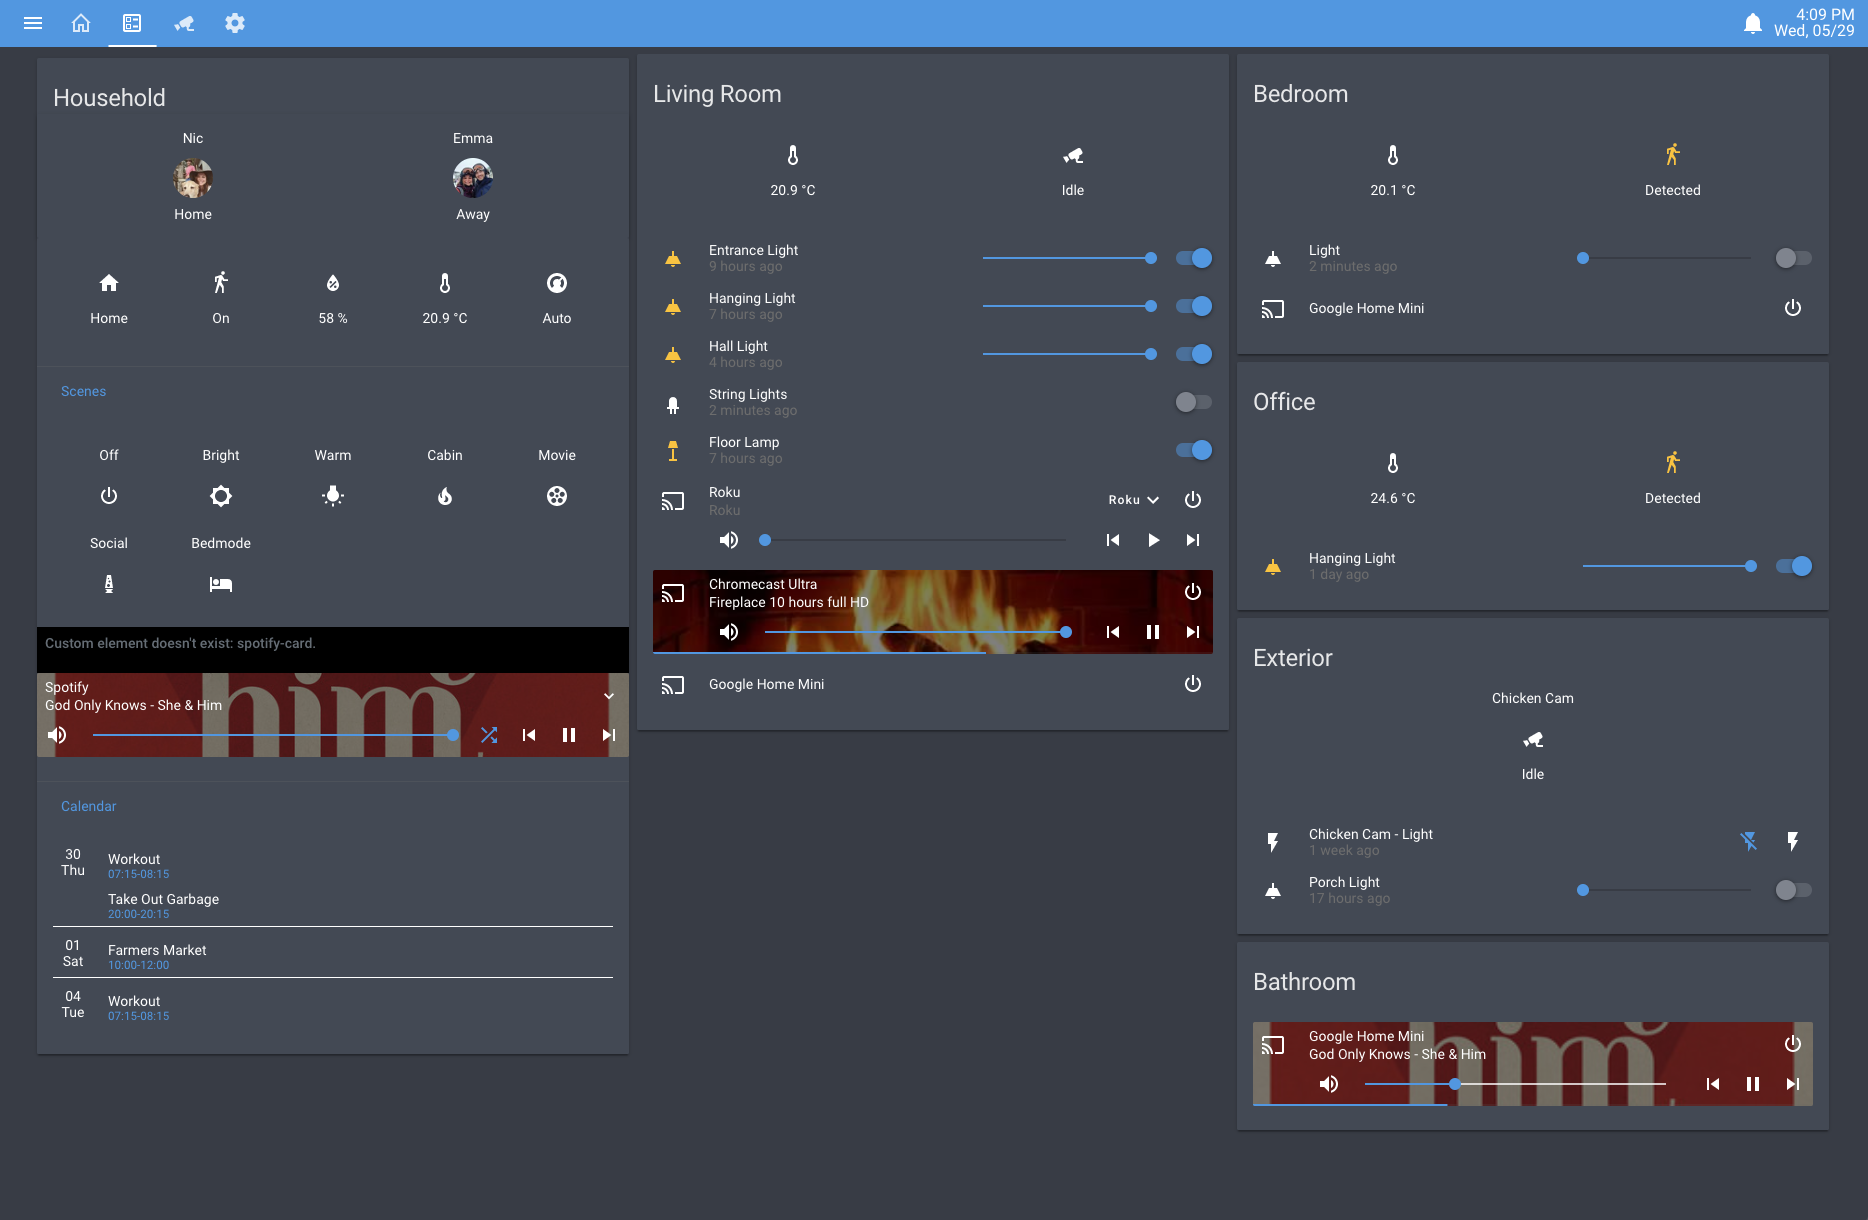 4:09 PM
Wed, 05/29
Household
Nic
Emma
Home
Away
Home
On
58 %
20.9 °C
Auto
Scenes
Off
Bright
Warm
Cabin
Movie
Social
Bedmode
Custom element doesn't exist: spotify-card.
him
Spotify
God Only Knows - She & Him
Calendar
30
Thu
Workout
07:15-08:15
Take Out Garbage
20:00-20:15
01
Sat
Farmers Market
10:00-12:00
04
Tue
Workout
07:15-08:15
Living Room
20.9 °C
Idle
Entrance Light
9 hours ago
Hanging Light
7 hours ago
Hall Light
4 hours ago
String Lights
2 minutes ago
Floor Lamp
7 hours ago
Roku
Roku
Roku
Chromecast Ultra
Fireplace 10 hours full HD
Google Home Mini
Bedroom
20.1 °C
Detected
Light
2 minutes ago
Google Home Mini
Office
24.6 °C
Detected
Hanging Light
1 day ago
Exterior
Chicken Cam
Idle
Chicken Cam - Light
1 week ago
Porch Light
17 hours ago
Bathroom
him
Google Home Mini
God Only Knows - She & Him